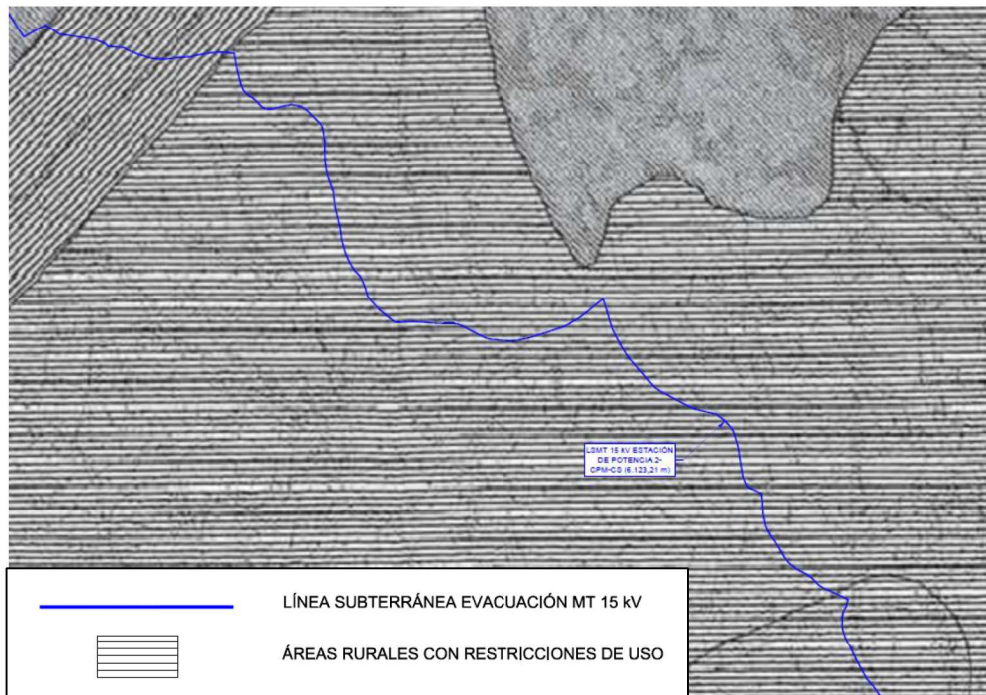 LSMT 15 kV ESTACIÓN
DE POTENCIA 2-
CPM-CS (6.123,21 m)
LÍNEA SUBTERRÁNEA EVACUACIÓN MT 15 kV
ÁREAS RURALES CON RESTRICCIONES DE USO